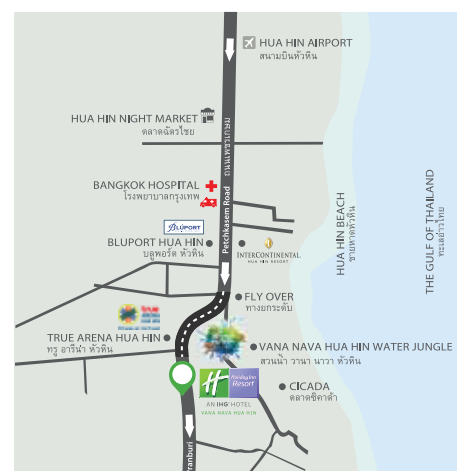 HUA HIN AIRPORT
สนามบินหัวหิน
HUA HIN NIGHT MARKET
ตลาดฉัตรไชย
ถนนเพชรเกษม
BANGKOK HOSPITAL
โรงพยาบาลกรุงเทพ
Petchkasem Road
HUA HIN BEACH
ชายหาดหัวหิน
THE GULF OF THAILAND
ทะเลอ่าวไทย
BLÚPORT
BLUPORT HUA HIN
บลูพอร์ต หัวหิน
INTERCONTINENTAL
HUA HIN RESORT
FLY OVER
ทางยกระดับ
TRUE ARENA HUA HIN
ทรู อารีน่า หัวหิน
VANA NAVA HUA HIN WATER JUNGLE
สวนน้ำ วานา นาวา หัวหิน
H
Holiday Inn
Resort
AN IHG® HOTEL
VANA NAVA HUA HIN
CICADA
ตลาดซิคาด้า
ranburi